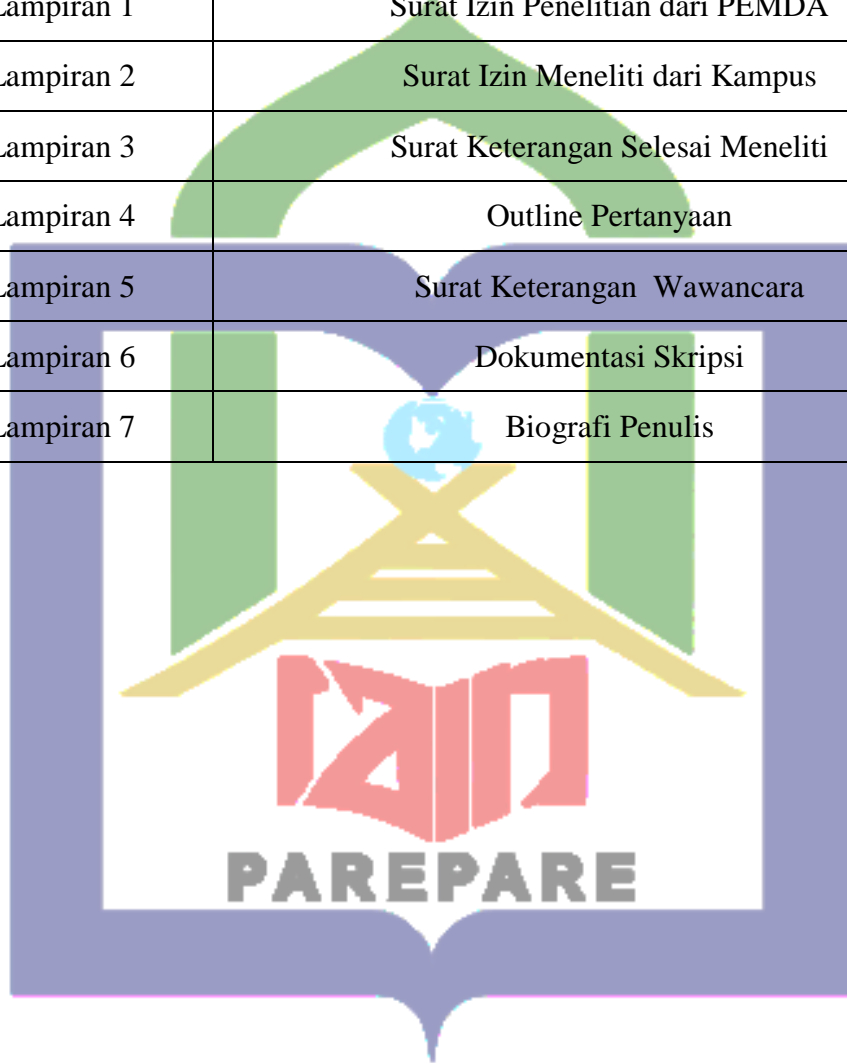 Lampiran 1 Surat Izin Penelitian dari PEMDA
Lampiran 2 Surat Izin Meneliti dari Kampus
Lampiran 3 Surat Keterangan Selesai Meneliti
Lampiran 4 Outline Pertanyaan
Lampiran 5 Surat Keterangan Wawancara
Lampiran 6 Dokumentasi Skripsi
Lampiran 7 Biografi Penulis
iain
PAREPARE